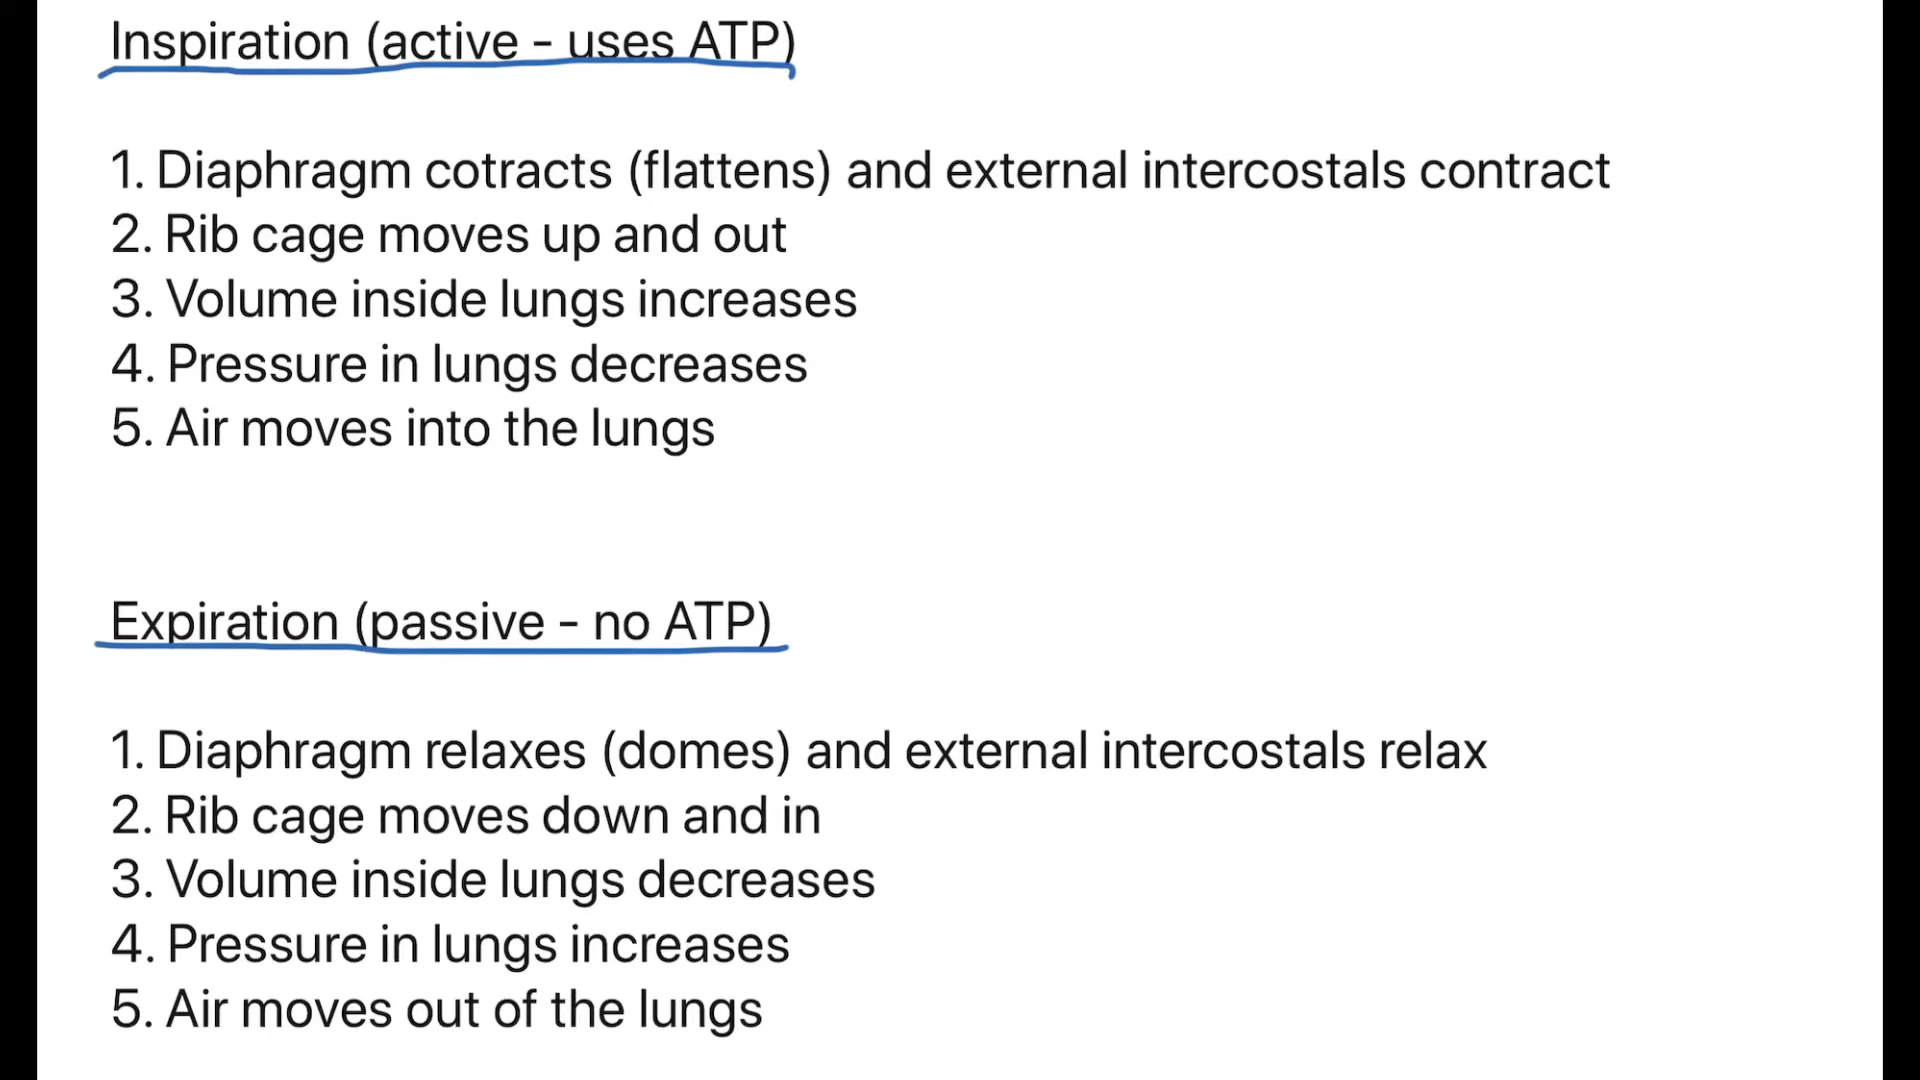 Inspiration (active - uses ATP)
1. Diaphragm cotracts (flattens) and external intercostals contract
2. Rib cage moves up and out
3. Volume inside lungs increases
4. Pressure in lungs decreases
5. Air moves into the lungs
Expiration (passive - no ATP)
1. Diaphragm relaxes (domes) and external intercostals relax
2. Rib cage moves down and in
3. Volume inside lungs decreases
4. Pressure in lungs increases
5. Air moves out of the lungs